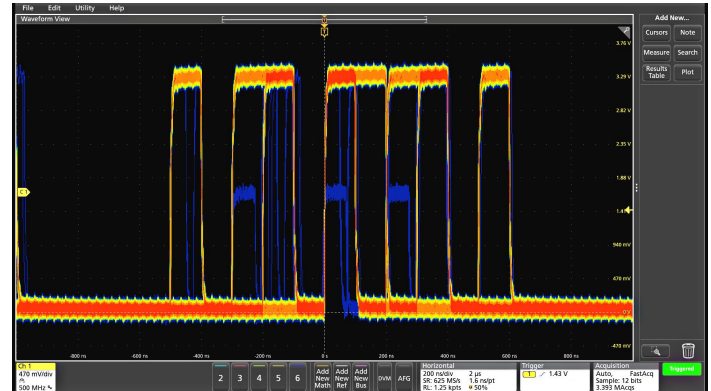 File Edit Utility Help
Waveform View
Add New...
Cursors Note
Measure Search
Results Table Plot
3.76 V
3.29 V
2.82 V
2.35 V
1.88 V
1.41
940 mV
470 mV
0 V
-470 mV
C1
-800 ns -600 ns -400 ns -200 ns 0 s 200 ns 400 ns 600 ns 800 ns
Ch 1
470 mV/div
500 MHz
2 3 4 5 6
Add New Math
Add New Ref
Add New Bus
DVM AFG
Horizontal
200 ns/div 2 µs
SR: 625 MS/s 1.6 ns/pt
RL: 1.25 kpts 50%
Trigger
1 1.43 V
Acquisition
Auto, FastAcq
Sample: 12 bits
3.393 MAcqs
Triggered